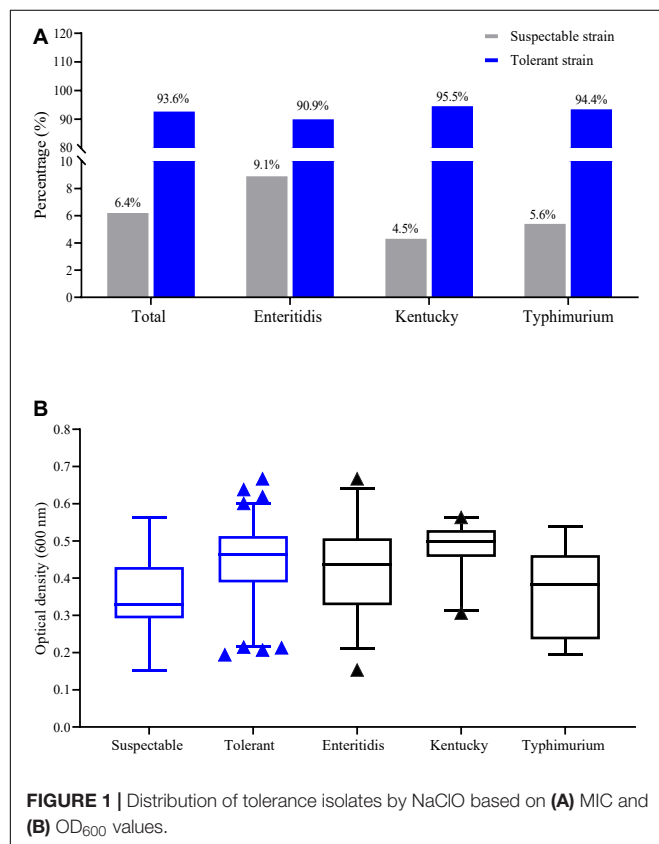 A
Suspectable strain
Tolerant strain
Percentrage (%)
120
110
100
90
80
10
8
6
4
2
0
93.6%
90.9%
95.5%
94.4%
6.4%
9.1%
4.5%
5.6%
Total
Enteritidis
Kentucky
Typhimurium
B
Optical density (600 nm)
0.8
0.7
0.6
0.5
0.4
0.3
0.2
0.1
0.0
Suspectable
Tolerant
Enteritidis
Kentucky
Typhimurium
FIGURE 1 | Distribution of tolerance isolates by NaClO based on (A) MIC and
(B) OD600 values.